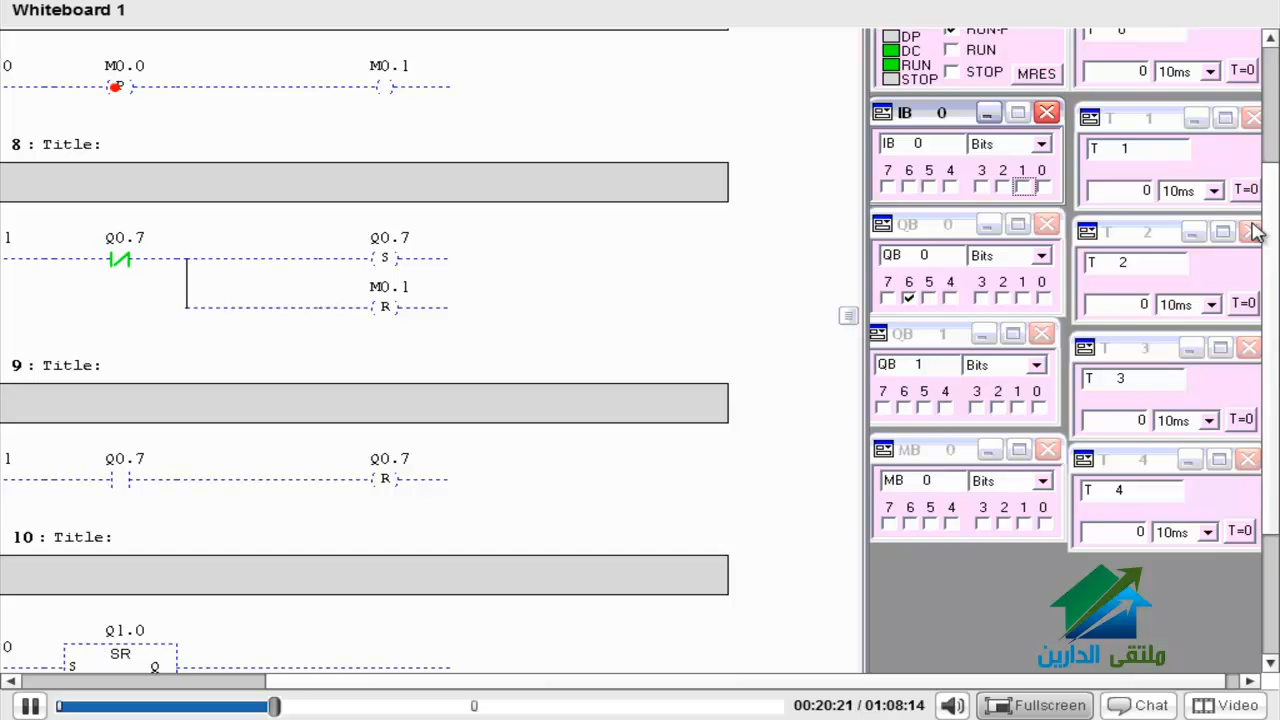 Whiteboard 1
0 M0.0 M0.1
P
8 : Title:
1 Q0.7 Q0.7
S
M0.1
R
9 : Title:
1 Q0.7 Q0.7
R
10 : Title:
Q1.0
0 SR
S Q
DP
DC
RUN
STOP
RUN-P
RUN
STOP MRES
0 10ms T=0
IB 0
IB 0 Bits
7 6 5 4 3 2 1 0
QB 0
QB 0 Bits
7 6 5 4 3 2 1 0
QB 1
QB 1 Bits
7 6 5 4 3 2 1 0
MB 0
MB 0 Bits
7 6 5 4 3 2 1 0
T 1
T 1
0 10ms T=0
T 2
T 2
0 10ms T=0
T 3
T 3
0 10ms T=0
T 4
T 4
0 10ms T=0
ملتقى الدارين
0 00:20:21 / 01:08:14 Fullscreen Chat Video